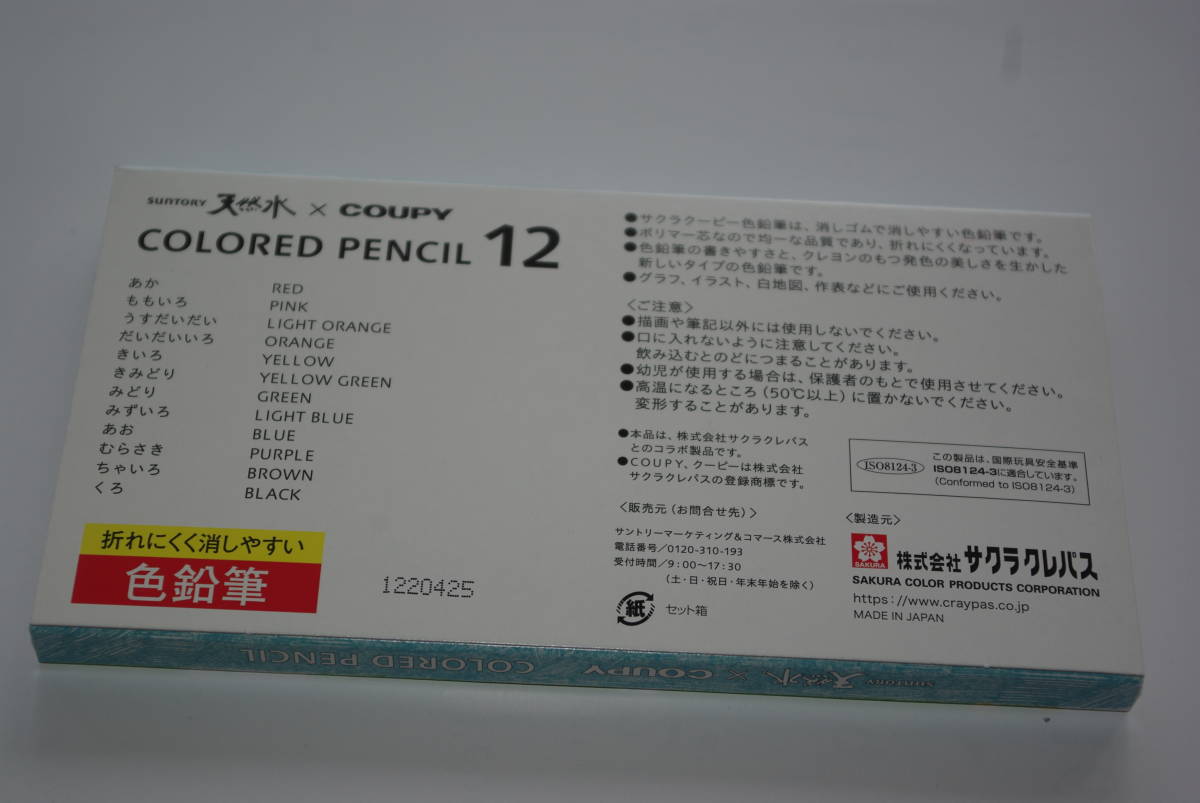 SUNTORY 天然水 × COUPY
COLORED PENCIL 12
あか RED
ももいろ PINK
うすだいだい LIGHT ORANGE
だいだいいろ ORANGE
きいろ YELLOW
きみどり YELLOW GREEN
みどり GREEN
みずいろ LIGHT BLUE
あお BLUE
むらさき PURPLE
ちゃいろ BROWN
くろ BLACK
折れにくく消しやすい
色鉛筆
1220425
●サクラクーピー色鉛筆は、消しゴムで消しやすい色鉛筆です。
●ポリマー芯なので均一な品質であり、折れにくくなっています。
●色鉛筆の書きやすさと、クレヨンのもつ発色の美しさを生かした
新しいタイプの色鉛筆です。
●グラフ、イラスト、白地図、作表などにご使用ください。
〈ご注意〉
●描画や筆記以外には使用しないでください。
●口に入れないように注意してください。
飲み込むとのどにつまることがあります。
●幼児が使用する場合は、保護者のもとで使用させてください。
●高温になるところ(50℃以上)に置かないでください。
変形することがあります。
●本品は、株式会社サクラクレパス
とのコラボ製品です。
●COUPY、クーピーは株式会社
サクラクレパスの登録商標です。
〈販売元(お問合せ先)〉
サントリーマーケティング&コマース株式会社
電話番号/0120-310-193
受付時間/9:00〜17:30
(土・日・祝日・年末年始を除く)
紙 セット箱
ISO8124-3
この製品は、国際玩具安全基準
ISO8124-3に適合しています。
(Conformed to ISO8124-3)
〈製造元〉
SAKURA 株式会社サクラクレパス
SAKURA COLOR PRODUCTS CORPORATION
https://www.craypas.co.jp
MADE IN JAPAN
SUNTORY 天然水 × COUPY COLORED PENCIL